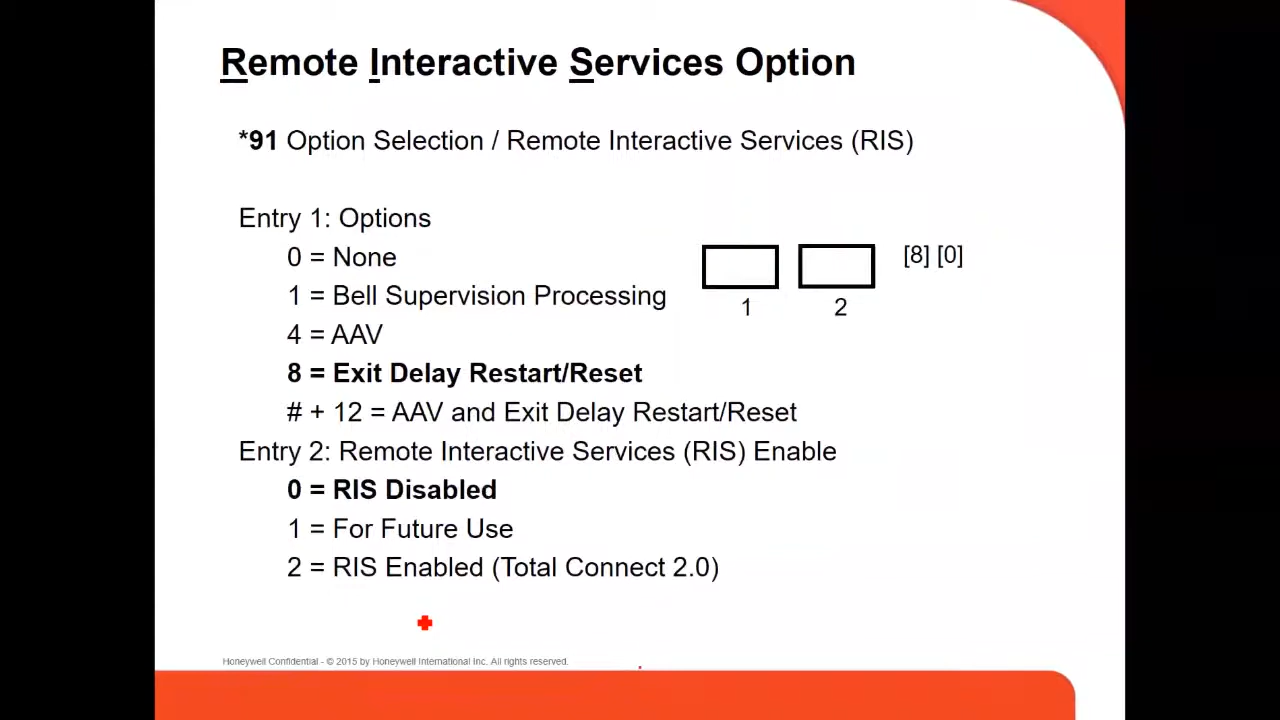 Remote Interactive Services Option
*91 Option Selection / Remote Interactive Services (RIS)
Entry 1: Options
0 = None
[8] [0]
1 = Bell Supervision Processing
1 2
4 = AAV
8 = Exit Delay Restart/Reset
# + 12 = AAV and Exit Delay Restart/Reset
Entry 2: Remote Interactive Services (RIS) Enable
0 = RIS Disabled
1 = For Future Use
2 = RIS Enabled (Total Connect 2.0)
Honeywell Confidential - © 2015 by Honeywell International Inc. All rights reserved.